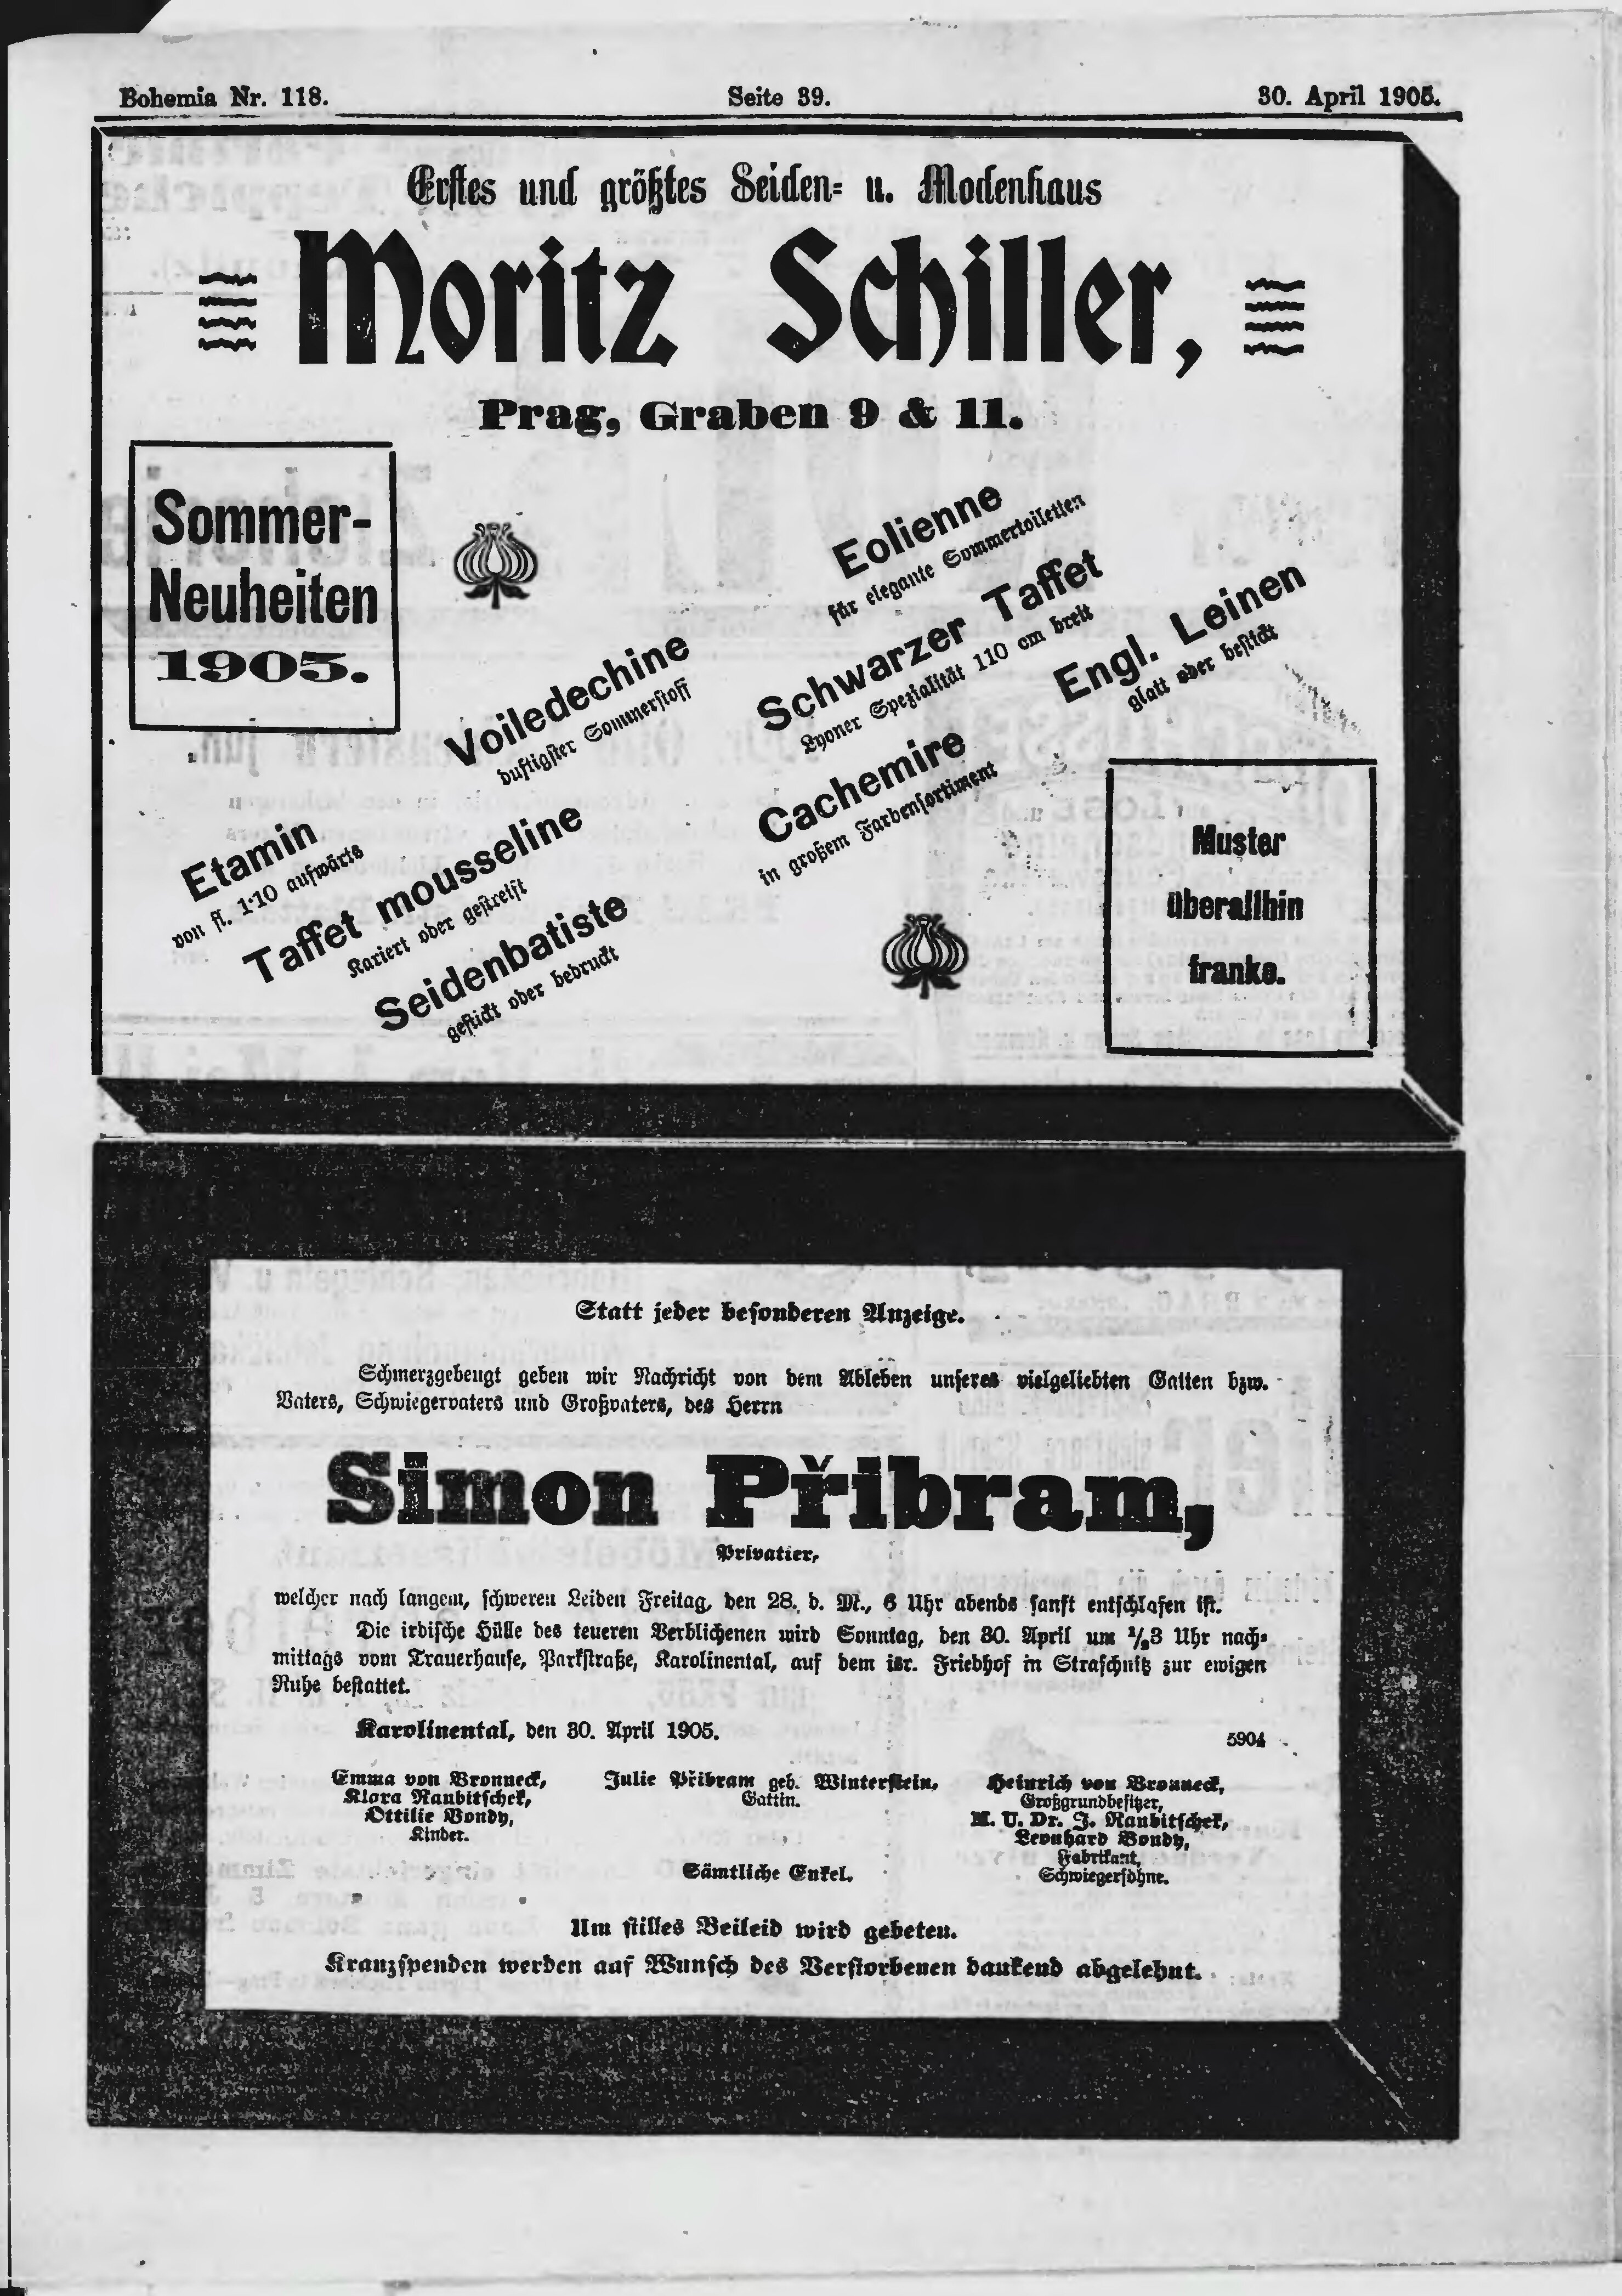 Bohemia Nr. 118.
Seite 39.
30. April 1905.
Erstes und größtes Seiden= u. Modenhaus
Moritz Schiller,
Prag, Graben 9 & 11.
Sommer-
Neuheiten
1905.
Eolienne
für elegante Sommertoiletten
Schwarzer Taffet
Lyoner Spezialität 110 cm breit
Engl. Leinen
glatt oder bestickt
Voiledechine
duftigster Sommerstoff
Cachemire
in großem Farbensortiment
Etamin
von fl. 1·10 aufwärts
Taffet mousseline
kariert oder gestreift
Seidenbatiste
gestickt oder bedruckt
Muster
überallhin
franko.
Statt jeder besonderen Anzeige.
Schmerzgebeugt geben wir Nachricht von dem Ableben unseres vielgeliebten Gatten bzw.
Vaters, Schwiegervaters und Großvaters, des Herrn
Simon Přibram,
Privatier,
welcher nach langem, schweren Leiden Freitag, den 28. d. M., 6 Uhr abends sanft entschlafen ist.
Die irdische Hülle des teueren Verblichenen wird Sonntag, den 30. April um ½3 Uhr nach=
mittags vom Trauerhause, Parkstraße, Karolinental, auf dem isr. Friedhof in Straschnitz zur ewigen
Ruhe bestattet.
Karolinental, den 30. April 1905.
5904
Emma von Bronneck,
Klara Raubitschek,
Ottilie Bondy,
Kinder.
Julie Přibram geb. Winterstein,
Gattin.
Heinrich von Bronneck,
Großgrundbesitzer,
M. U. Dr. J. Raubitschek,
Leonhard Bondy,
Fabrikant,
Schwiegersöhne.
Sämtliche Enkel.
Um stilles Beileid wird gebeten.
Kranzspenden werden auf Wunsch des Verstorbenen dankend abgelehnt.